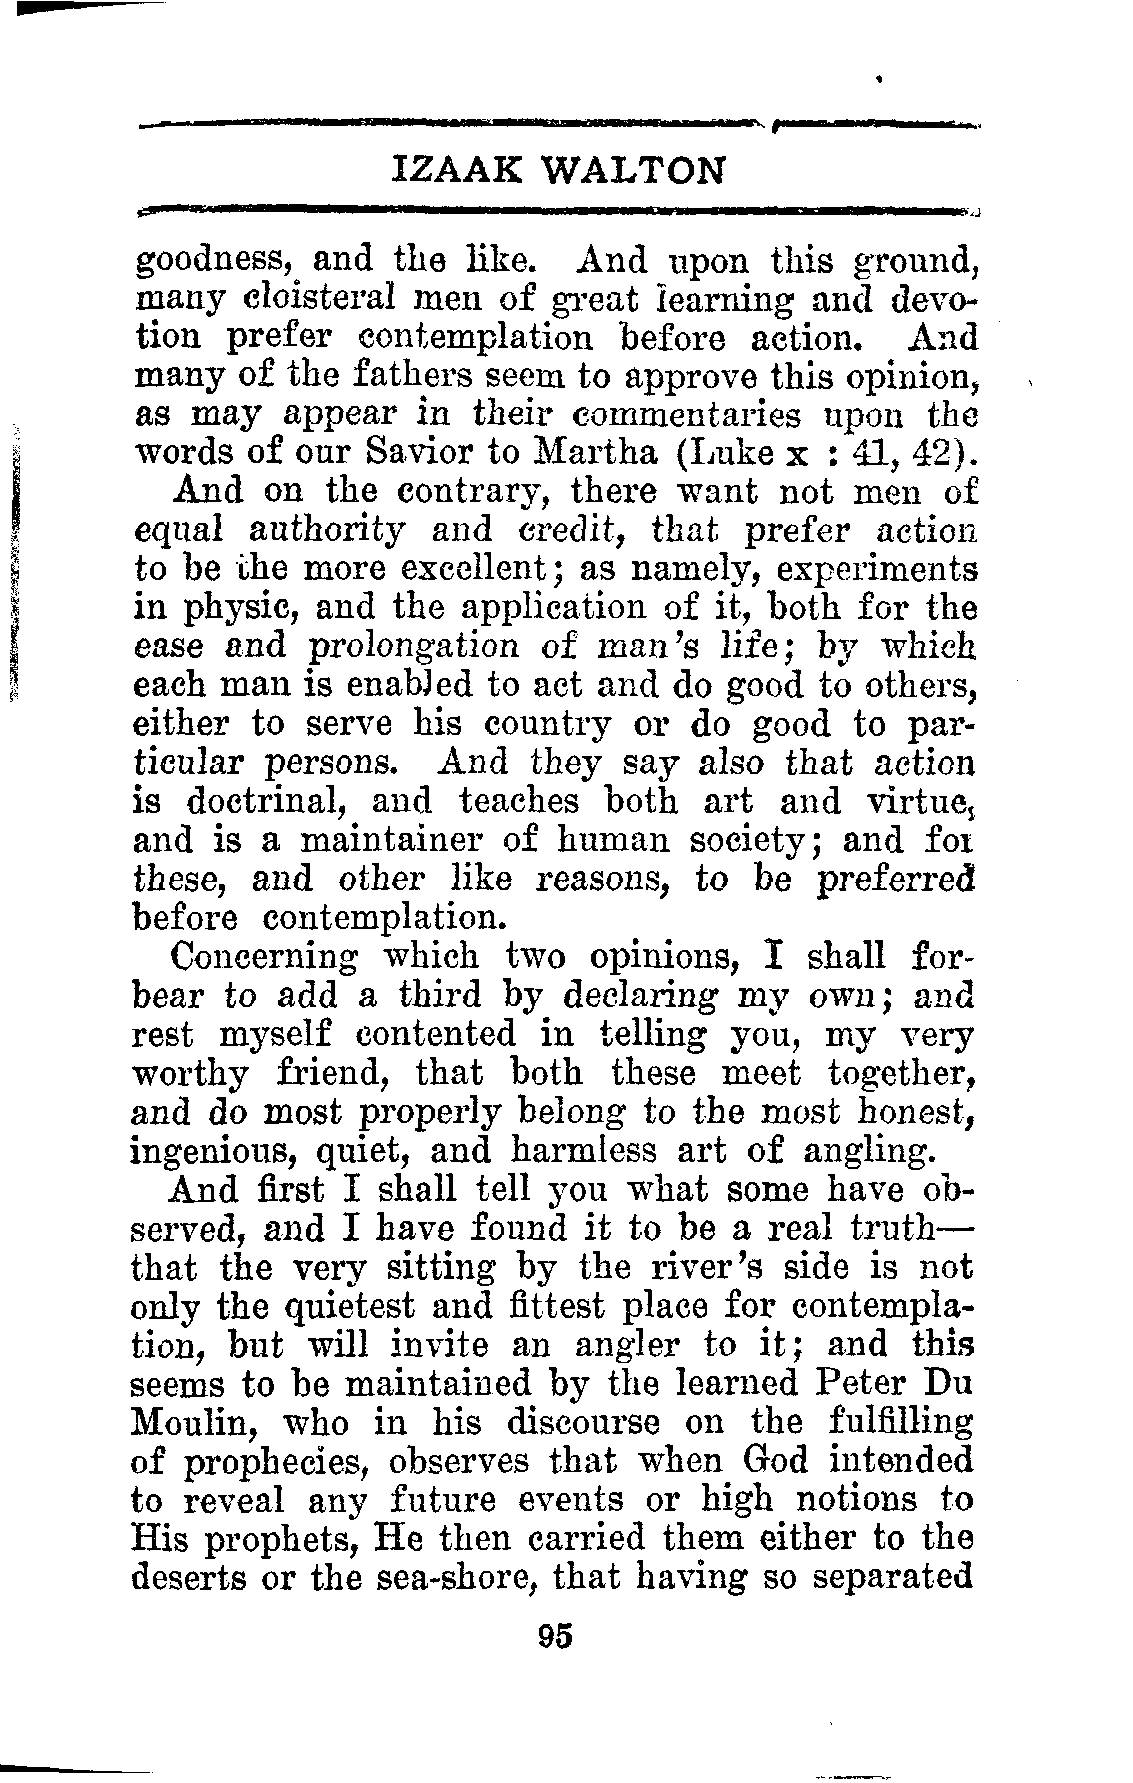 IZAAK WALTON
goodness, and the like. And upon this ground,
many cloisteral men of great learning and devo-
tion prefer contemplation before action. And
many of the fathers seem to approve this opinion,
as may appear in their commentaries upon the
words of our Savior to Martha (Luke x : 41, 42).
And on the contrary, there want not men of
equal authority and credit, that prefer action
to be the more excellent; as namely, experiments
in physic, and the application of it, both for the
ease and prolongation of man's life; by which
each man is enabled to act and do good to others,
either to serve his country or do good to par-
ticular persons. And they say also that action
is doctrinal, and teaches both art and virtue,
and is a maintainer of human society; and for
these, and other like reasons, to be preferred
before contemplation.
Concerning which two opinions, I shall for-
bear to add a third by declaring my own; and
rest myself contented in telling you, my very
worthy friend, that both these meet together,
and do most properly belong to the most honest,
ingenious, quiet, and harmless art of angling.
And first I shall tell you what some have ob-
served, and I have found it to be a real truth—
that the very sitting by the river's side is not
only the quietest and fittest place for contempla-
tion, but will invite an angler to it; and this
seems to be maintained by the learned Peter Du
Moulin, who in his discourse on the fulfilling
of prophecies, observes that when God intended
to reveal any future events or high notions to
His prophets, He then carried them either to the
deserts or the sea-shore, that having so separated
95